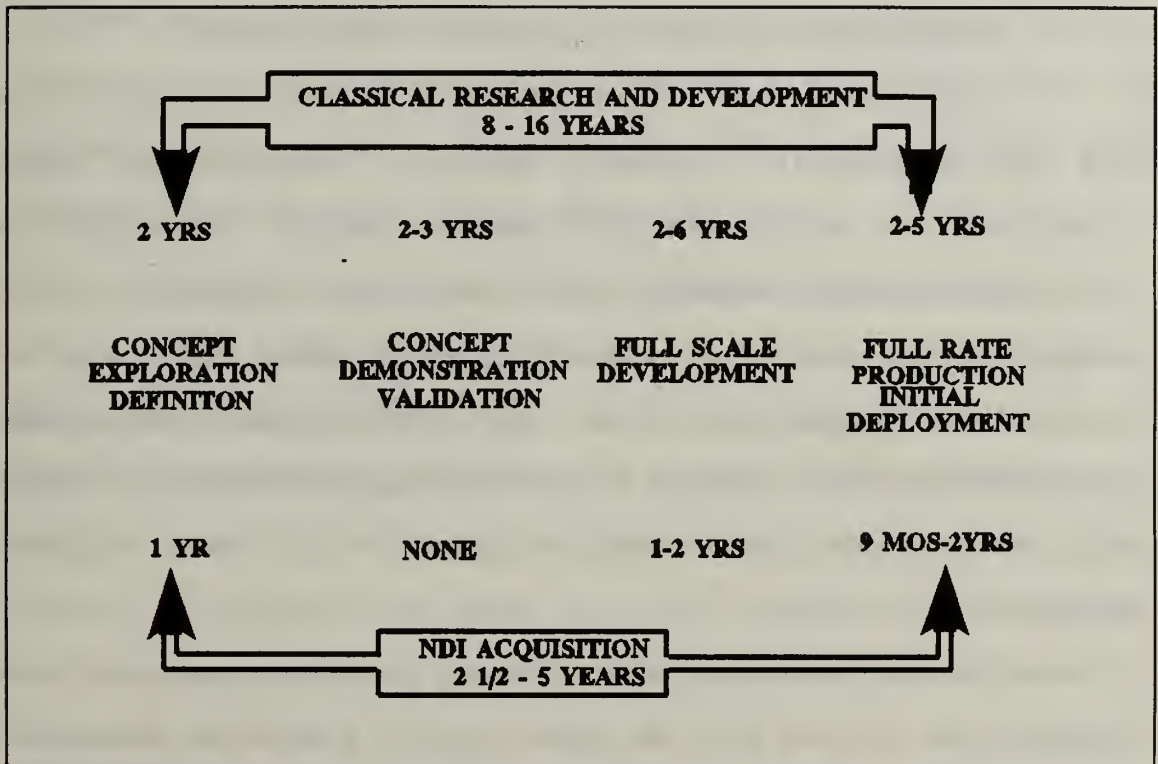 CLASSICAL RESEARCH AND DEVELOPMENT
8 - 16 YEARS
2 YRS
2-3 YRS
2-6 YRS
2-5 YRS
CONCEPT
EXPLORATION
DEFINITON
CONCEPT
DEMONSTRATION
VALIDATION
FULL SCALE
DEVELOPMENT
FULL RATE
PRODUCTION
INITIAL
DEPLOYMENT
1 YR
NONE
1-2 YRS
9 MOS-2YRS
NDI ACQUISITION
2 1/2 - 5 YEARS